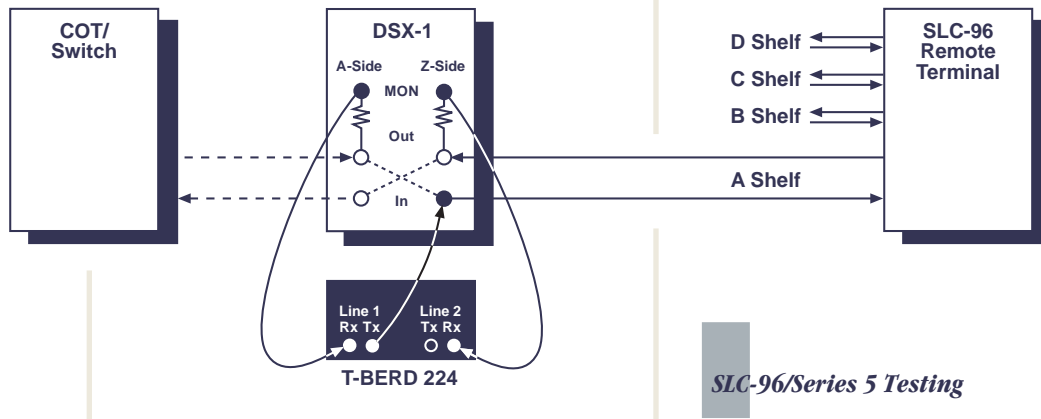 COT/
Switch
DSX-1
A-Side
Z-Side
MON
Out
In
D Shelf
C Shelf
B Shelf
A Shelf
SLC-96
Remote
Terminal
Line 1
Rx Tx
Line 2
Tx Rx
T-BERD 224
SLC-96/Series 5 Testing